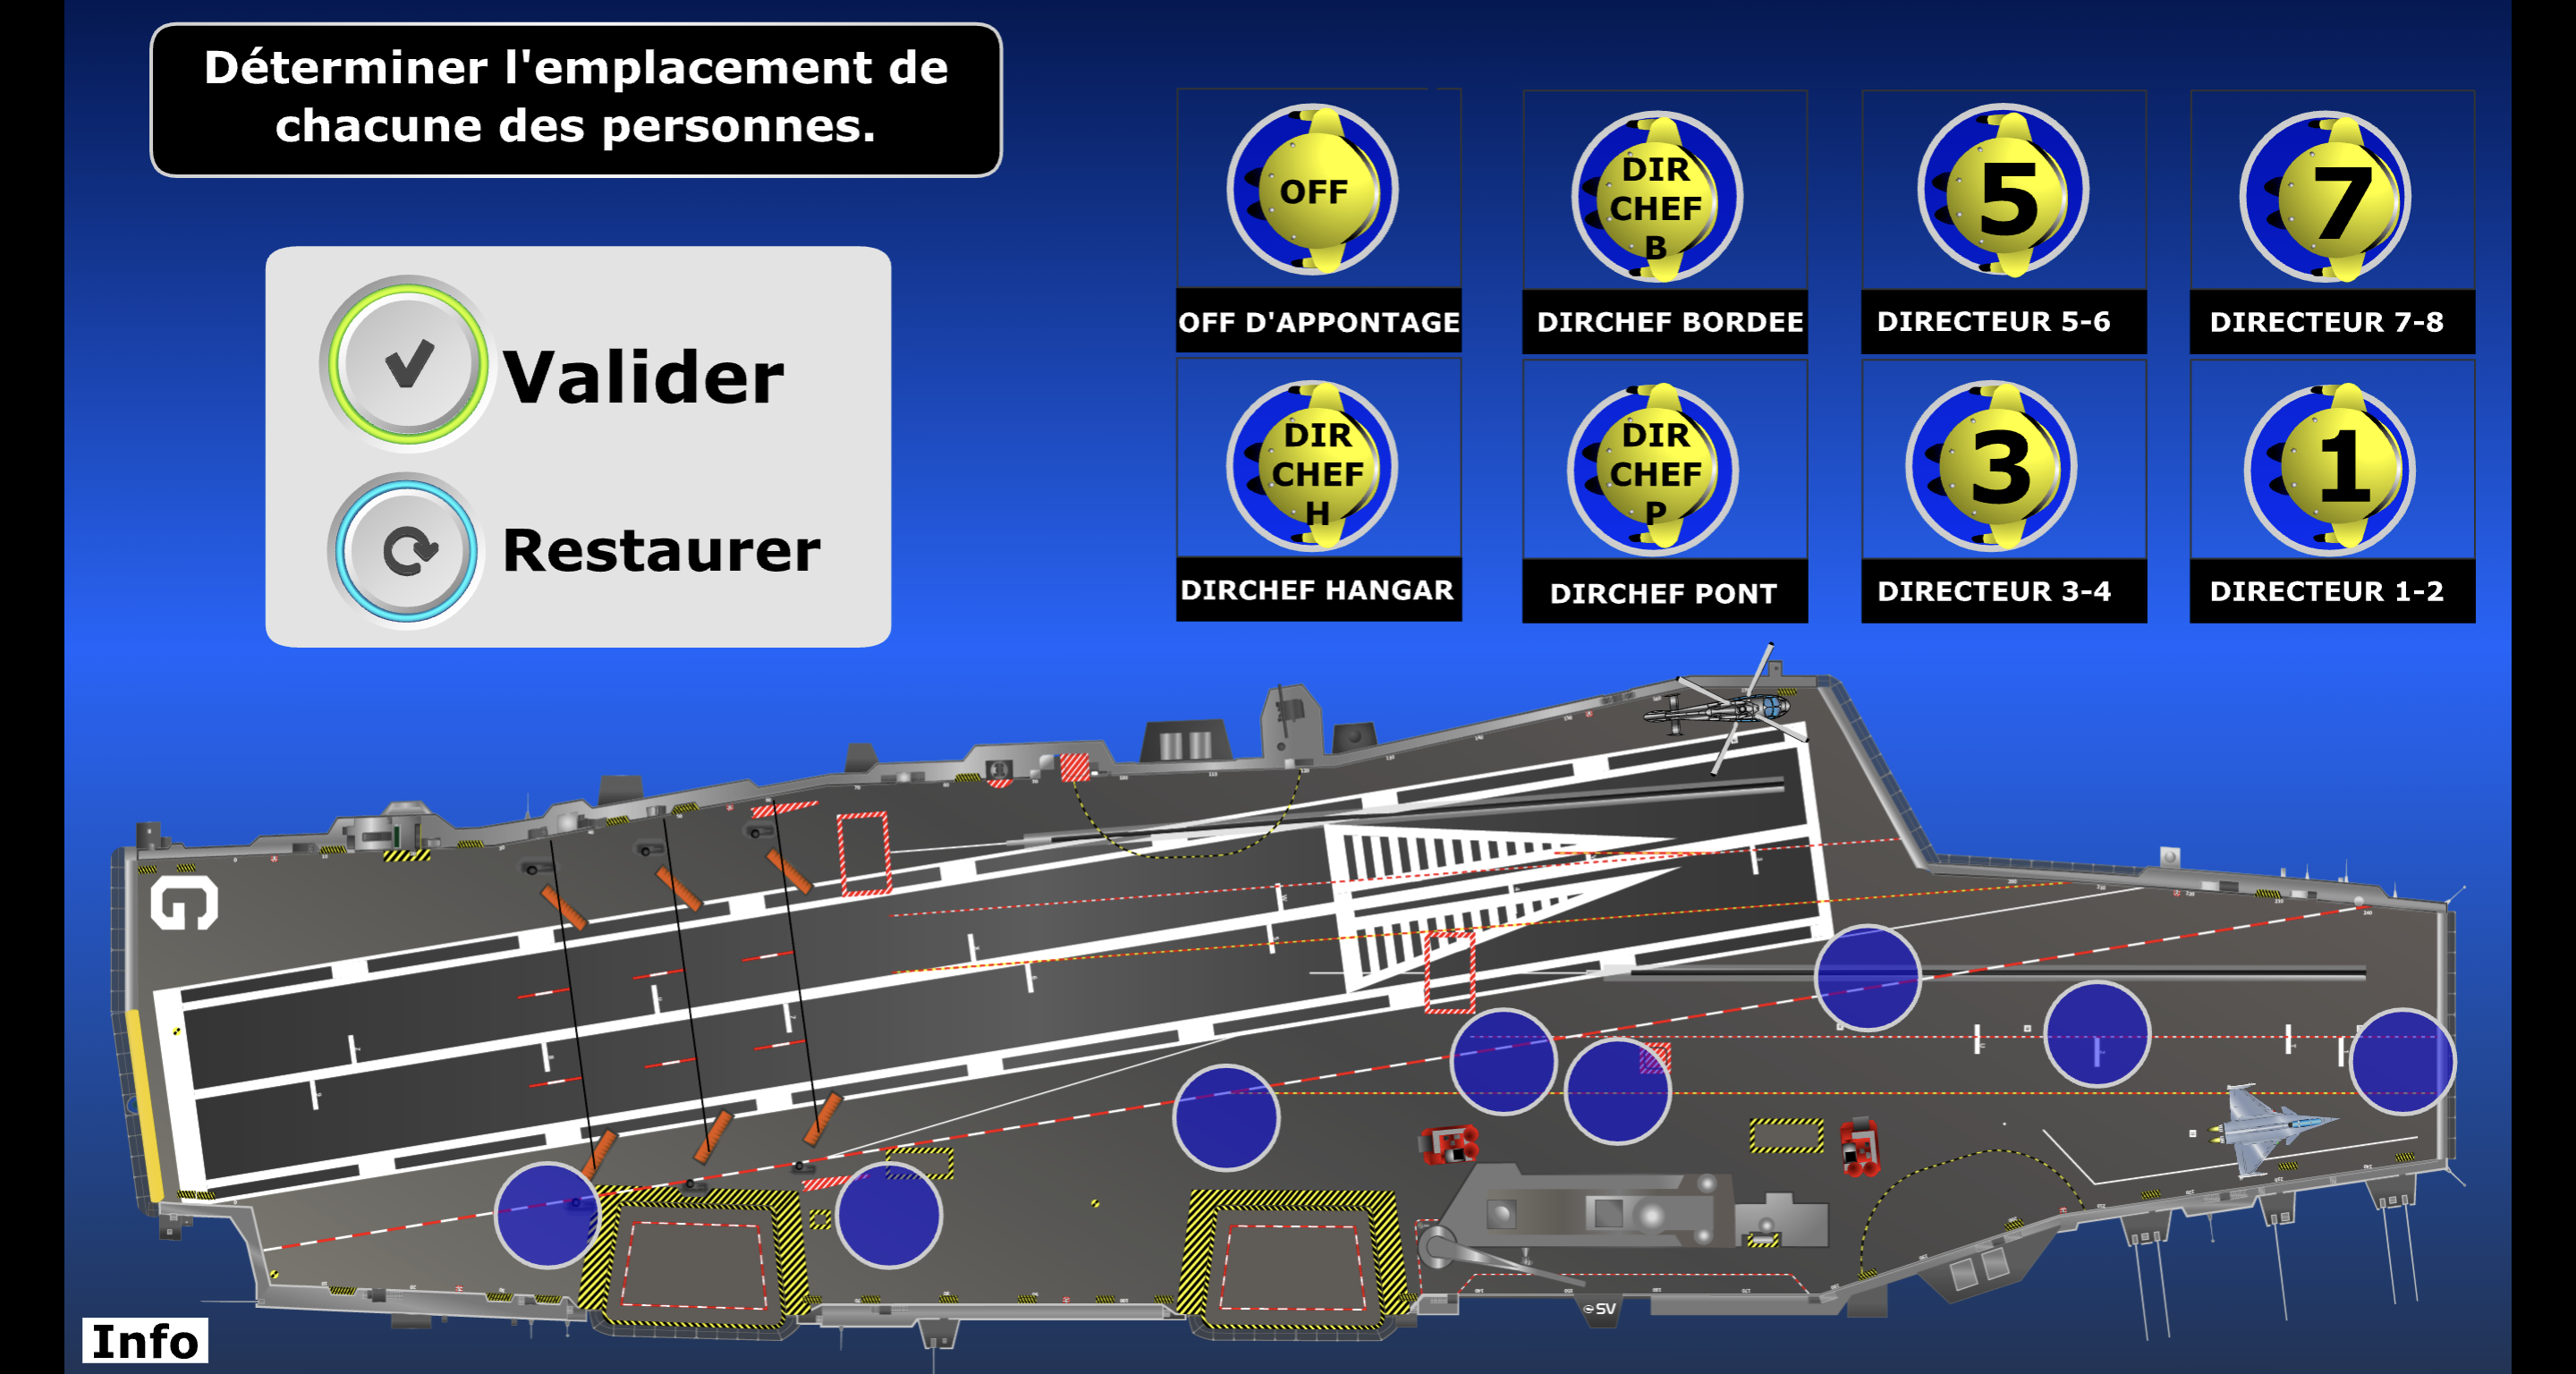 Déterminer l'emplacement de
chacune des personnes.
Valider
Restaurer
OFF
DIR
CHEF
B
5
7
OFF D'APPONTAGE
DIRCHEF BORDEE
DIRECTEUR 5-6
DIRECTEUR 7-8
DIR
CHEF
H
DIR
CHEF
P
3
1
DIRCHEF HANGAR
DIRCHEF PONT
DIRECTEUR 3-4
DIRECTEUR 1-2
G
SV
Info